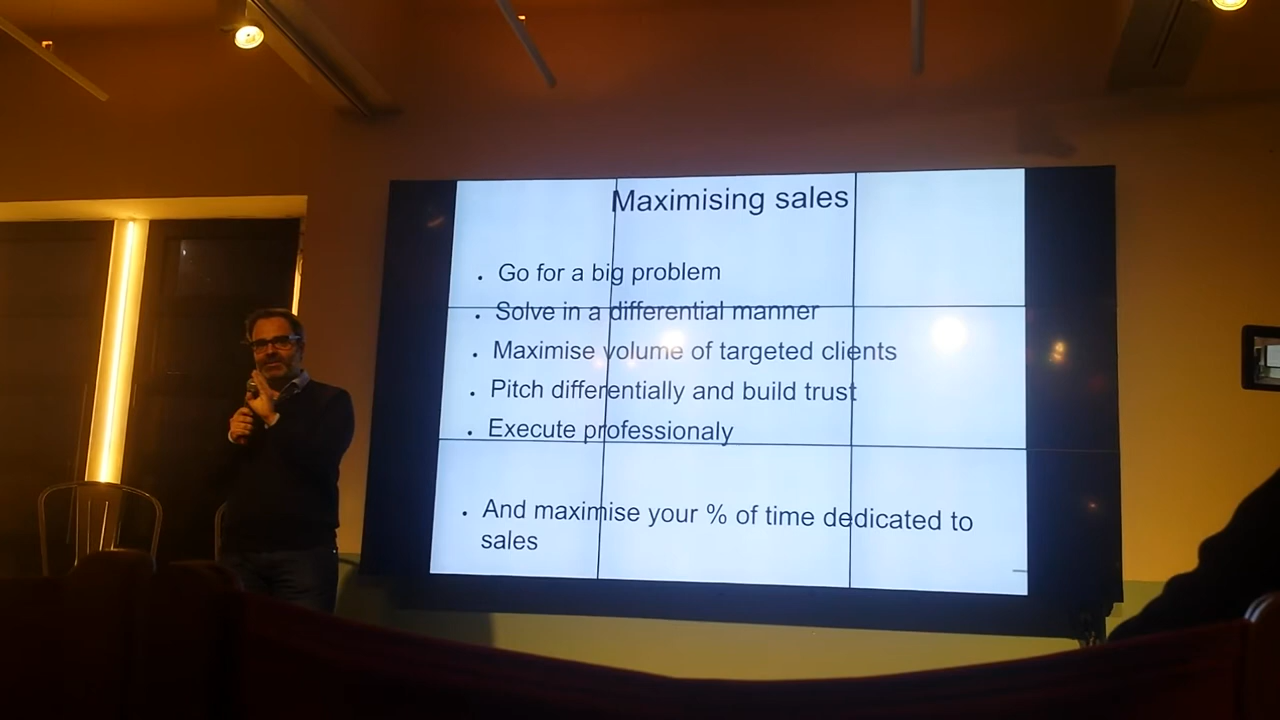 Maximising sales
• Go for a big problem
• Solve in a differential manner
• Maximise volume of targeted clients
• Pitch differentially and build trust
• Execute professionaly
• And maximise your % of time dedicated to
sales